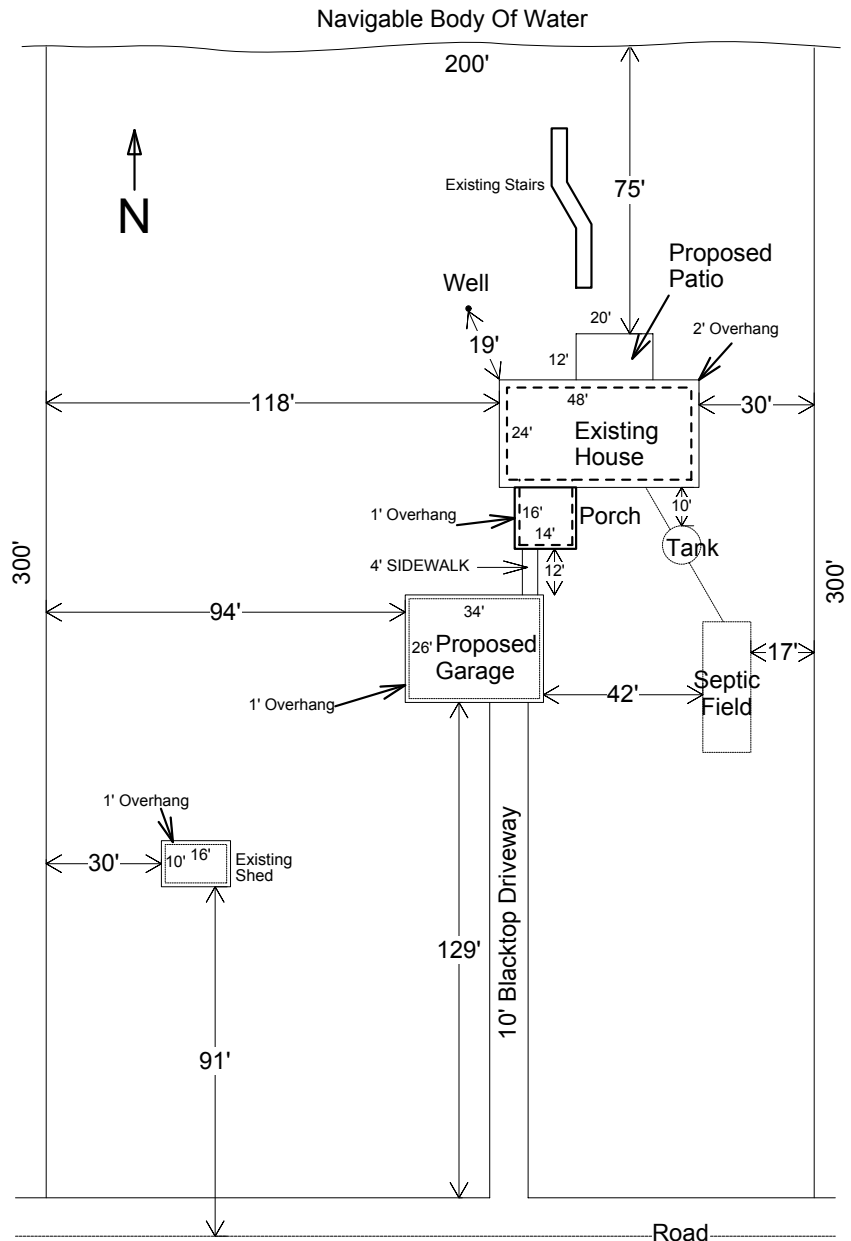 Navigable Body Of Water
200'
Existing Stairs
75'
N
Proposed
Patio
Well
20'
2' Overhang
19'
12'
118'
48'
30'
24'
Existing
House
1' Overhang
16'
14'
Porch
10'
Tank
4' SIDEWALK
12'
300'
300'
94'
34'
26'
Proposed
Garage
17'
Septic
Field
42'
1' Overhang
1' Overhang
30'
10'
16'
Existing
Shed
129'
10' Blacktop Driveway
91'
Road